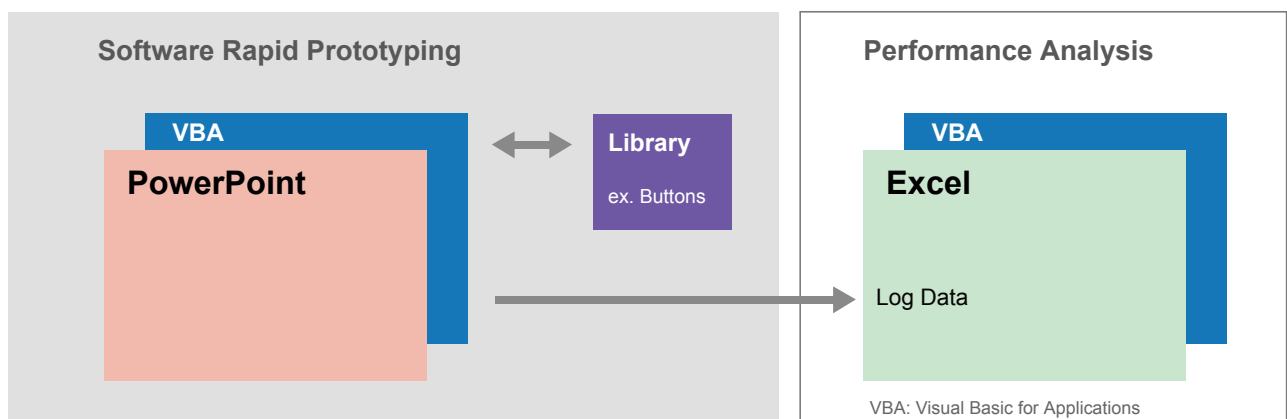 Software Rapid Prototyping
VBA
PowerPoint
Library
ex. Buttons
Performance Analysis
VBA
Excel
Log Data
VBA: Visual Basic for Applications